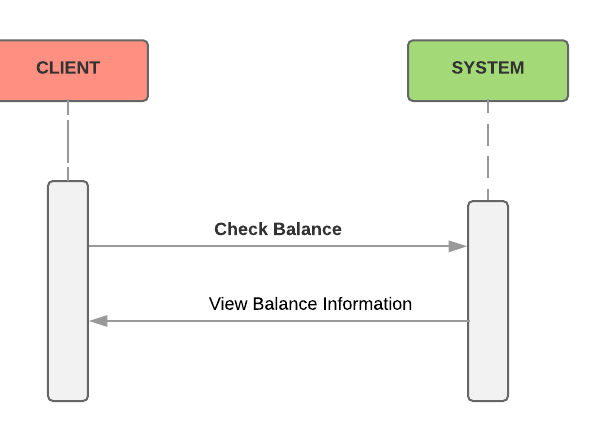 CLIENT
SYSTEM
Check Balance
View Balance Information